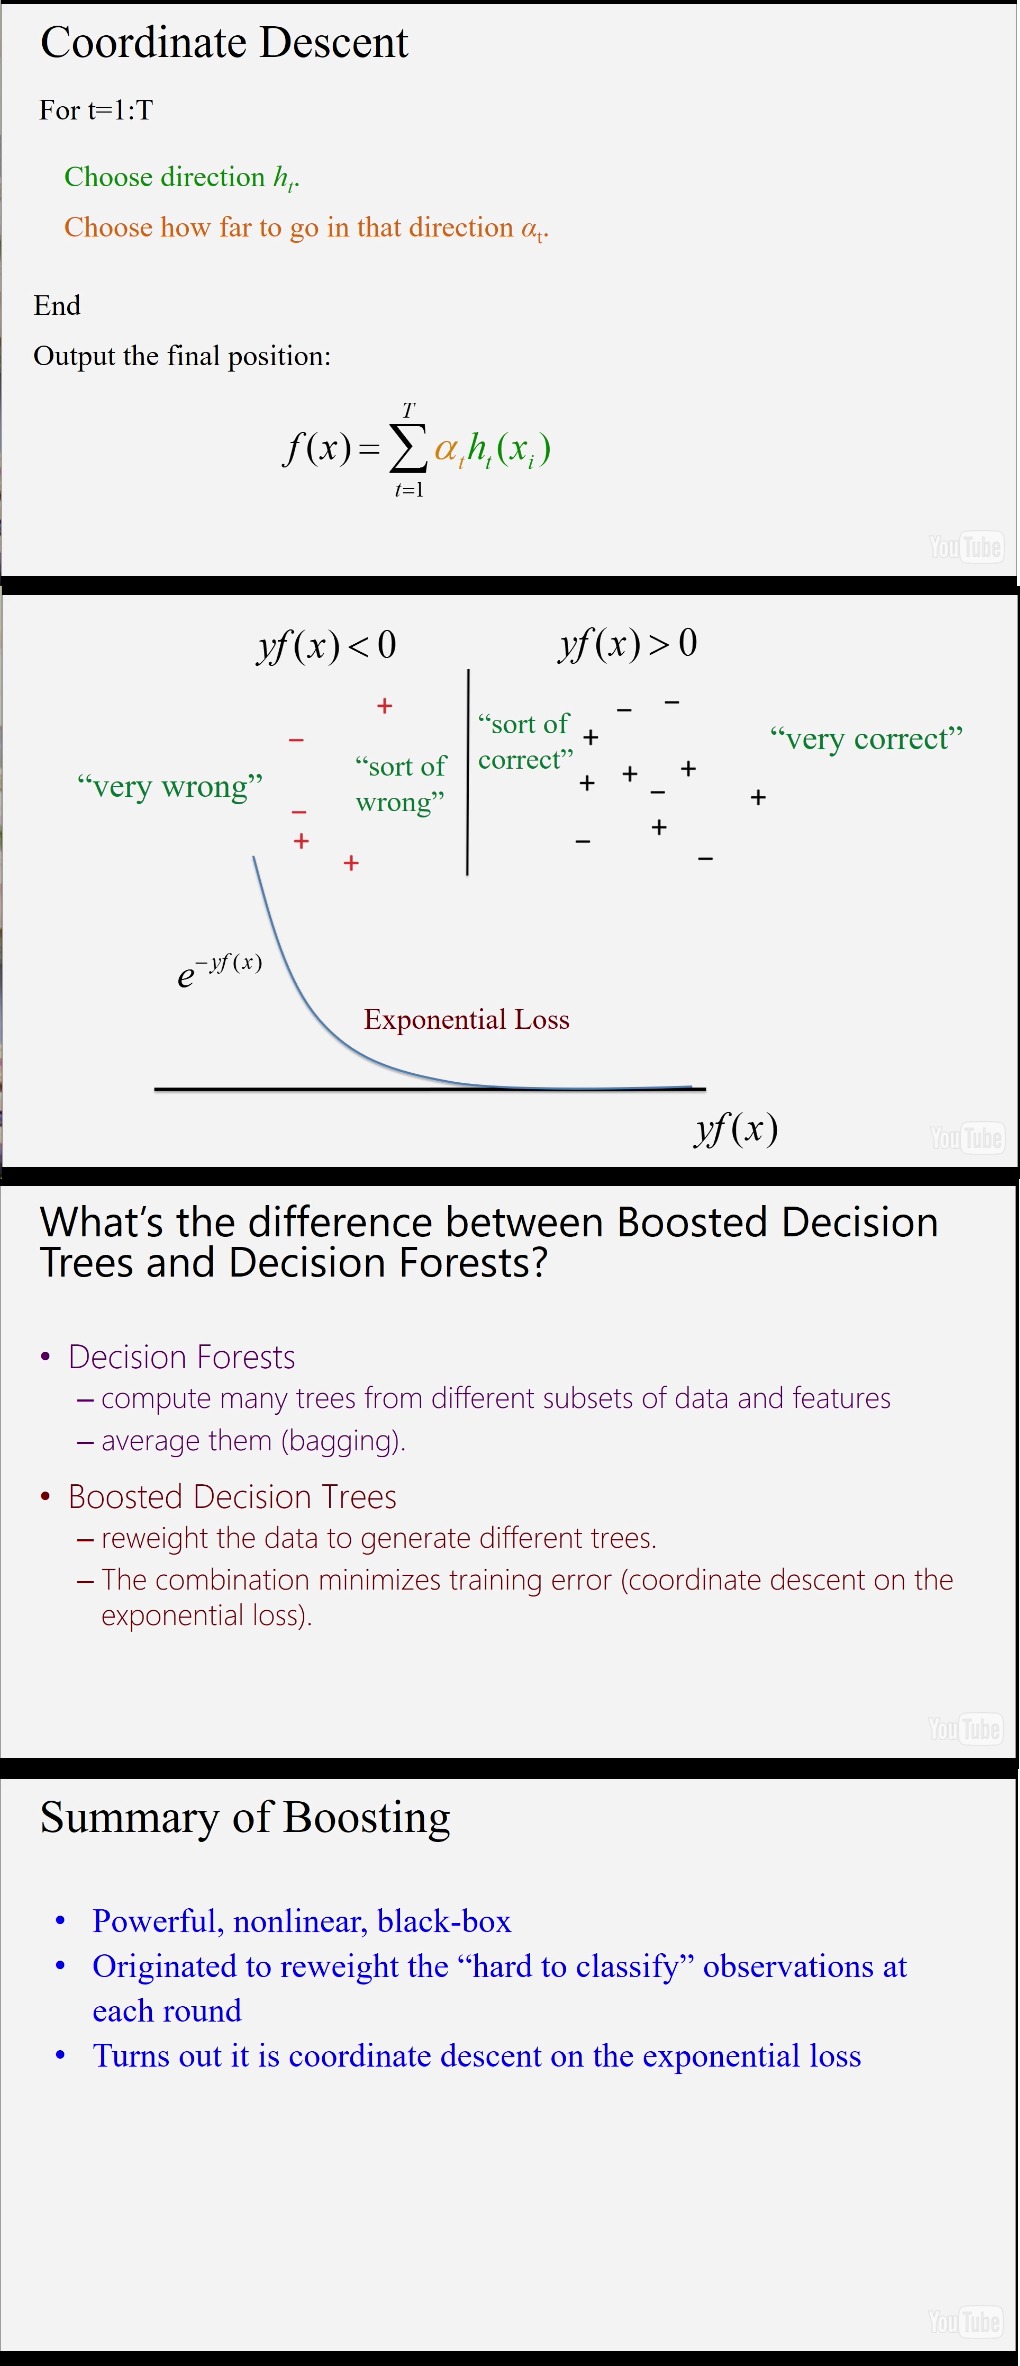 Coordinate Descent
For t=1:T
Choose direction hₜ.
Choose how far to go in that direction αₜ.
End
Output the final position:
f(x) = ∑_{t=1}^{T} αₜhₜ(xᵢ)
YouTube
yf(x) < 0
yf(x) > 0
“very wrong”
“sort of
wrong”
“sort of
correct”
“very correct”
e^{−yf(x)}
Exponential Loss
yf(x)
YouTube
What’s the difference between Boosted Decision
Trees and Decision Forests?
• Decision Forests
– compute many trees from different subsets of data and features
– average them (bagging).
• Boosted Decision Trees
– reweight the data to generate different trees.
– The combination minimizes training error (coordinate descent on the
exponential loss).
YouTube
Summary of Boosting
• Powerful, nonlinear, black-box
• Originated to reweight the “hard to classify” observations at
each round
• Turns out it is coordinate descent on the exponential loss
YouTube